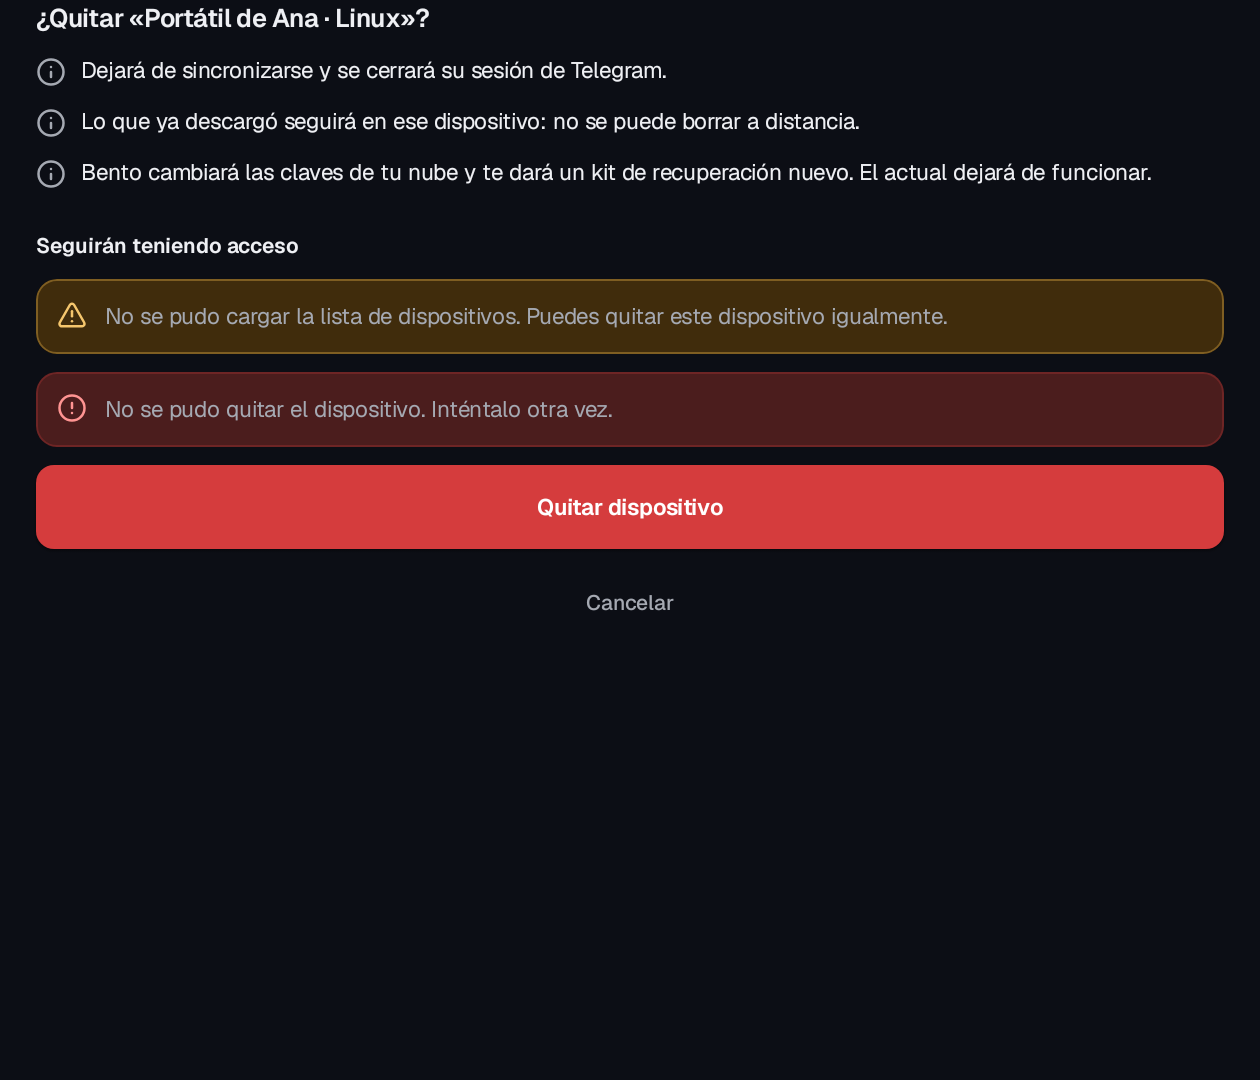 ¿Quitar «Portátil de Ana · Linux»?
Dejará de sincronizarse y se cerrará su sesión de Telegram.
Lo que ya descargó seguirá en ese dispositivo: no se puede borrar a distancia.
Bento cambiará las claves de tu nube y te dará un kit de recuperación nuevo. El actual dejará de funcionar.
Seguirán teniendo acceso
No se pudo cargar la lista de dispositivos. Puedes quitar este dispositivo igualmente.
No se pudo quitar el dispositivo. Inténtalo otra vez.
Quitar dispositivo
Cancelar